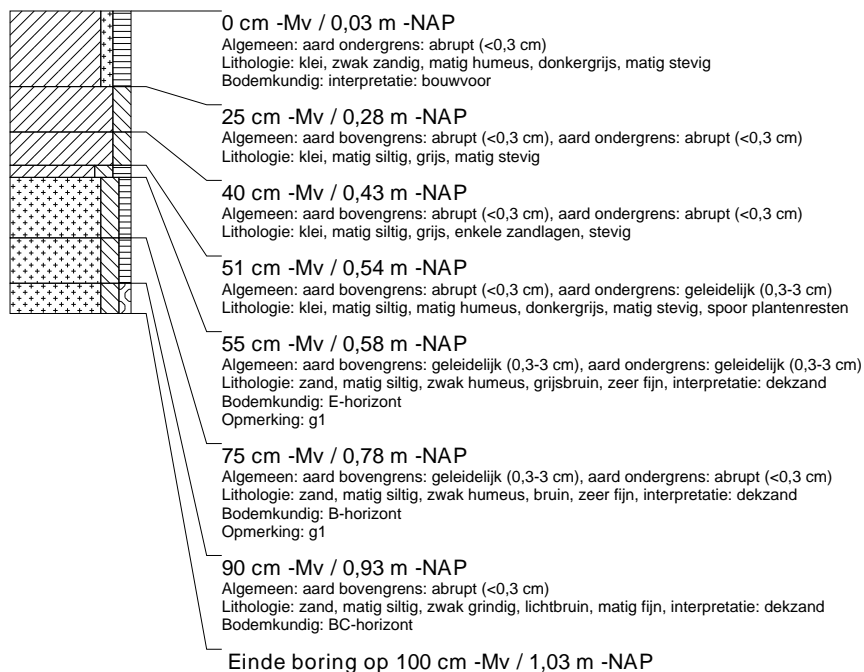 0 cm -Mv / 0,03 m -NAP
Algemeen: aard ondergrens: abrupt (<0,3 cm)
Lithologie: klei, zwak zandig, matig humeus, donkergrijs, matig stevig
Bodemkundig: interpretatie: bouwvoor
25 cm -Mv / 0,28 m -NAP
Algemeen: aard bovengrens: abrupt (<0,3 cm), aard ondergrens: abrupt (<0,3 cm)
Lithologie: klei, matig siltig, grijs, matig stevig
40 cm -Mv / 0,43 m -NAP
Algemeen: aard bovengrens: abrupt (<0,3 cm), aard ondergrens: abrupt (<0,3 cm)
Lithologie: klei, matig siltig, grijs, enkele zandlagen, stevig
51 cm -Mv / 0,54 m -NAP
Algemeen: aard bovengrens: abrupt (<0,3 cm), aard ondergrens: geleidelijk (0,3-3 cm)
Lithologie: klei, matig siltig, matig humeus, donkergrijs, matig stevig, spoor plantenresten
55 cm -Mv / 0,58 m -NAP
Algemeen: aard bovengrens: geleidelijk (0,3-3 cm), aard ondergrens: geleidelijk (0,3-3 cm)
Lithologie: zand, matig siltig, zwak humeus, grijsbruin, zeer fijn, interpretatie: dekzand
Bodemkundig: E-horizont
Opmerking: g1
75 cm -Mv / 0,78 m -NAP
Algemeen: aard bovengrens: geleidelijk (0,3-3 cm), aard ondergrens: abrupt (<0,3 cm)
Lithologie: zand, matig siltig, zwak humeus, bruin, zeer fijn, interpretatie: dekzand
Bodemkundig: B-horizont
Opmerking: g1
90 cm -Mv / 0,93 m -NAP
Algemeen: aard bovengrens: abrupt (<0,3 cm)
Lithologie: zand, matig siltig, zwak grindig, lichtbruin, matig fijn, interpretatie: dekzand
Bodemkundig: BC-horizont
Einde boring op 100 cm -Mv / 1,03 m -NAP